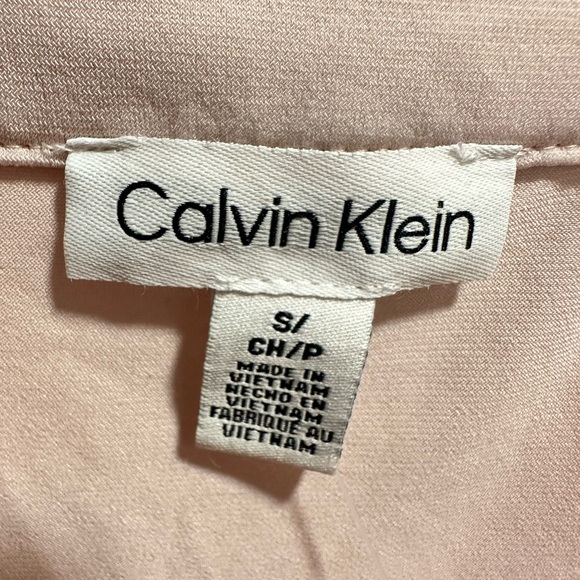 Calvin Klein
S/
CH/P
MADE IN
VIETNAM
HECHO EN
VIETNAM
FABRIQUÉ AU
VIETNAM